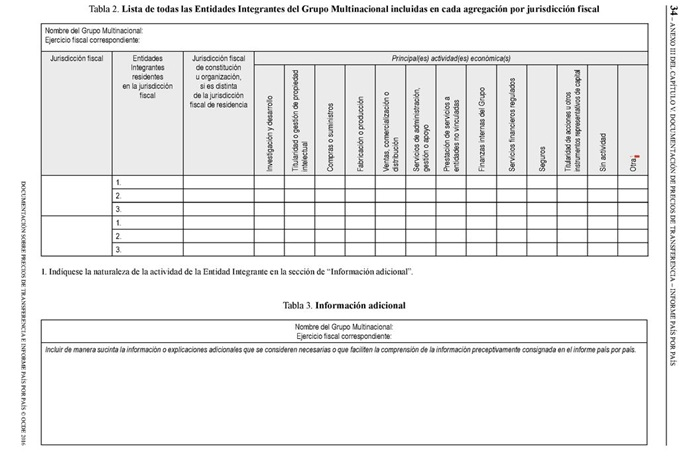 Tabla 2. Lista de todas las Entidades Integrantes del Grupo Multinacional incluidas en cada agregación por jurisdicción fiscal
Nombre del Grupo Multinacional:
Ejercicio fiscal correspondiente:
Jurisdicción fiscal
Entidades
Integrantes
residentes
en la jurisdicción
fiscal
Jurisdicción fiscal
de constitución
u organización,
si es distinta
de la jurisdicción
fiscal de residencia
Principal(es) actividad(es) económica(s)
Investigación y desarrollo
Titularidad o gestión de propiedad
intelectual
Compras o suministros
Fabricación o producción
Ventas, comercialización o
distribución
Servicios de administración,
gestión o apoyo
Prestación de servicios a
entidades no vinculadas
Finanzas internas del Grupo
Servicios financieros regulados
Seguros
Titularidad de acciones u otros
instrumentos representativos de capital
Sin actividad
Otra1
1.
2.
3.
1.
2.
3.
1. Indíquese la naturaleza de la actividad de la Entidad Integrante en la sección de “Información adicional”.
Tabla 3. Información adicional
Nombre del Grupo Multinacional:
Ejercicio fiscal correspondiente:
Incluir de manera sucinta la información o explicaciones adicionales que se consideren necesarias o que faciliten la comprensión de la información preceptivamente consignada en el informe país por país.
34 – ANEXO III DEL CAPÍTULO V. DOCUMENTACIÓN DE PRECIOS DE TRANSFERENCIA – INFORME PAÍS POR PAÍS
DOCUMENTACIÓN SOBRE PRECIOS DE TRANSFERENCIA E INFORME PAÍS POR PAÍS © OCDE 2016